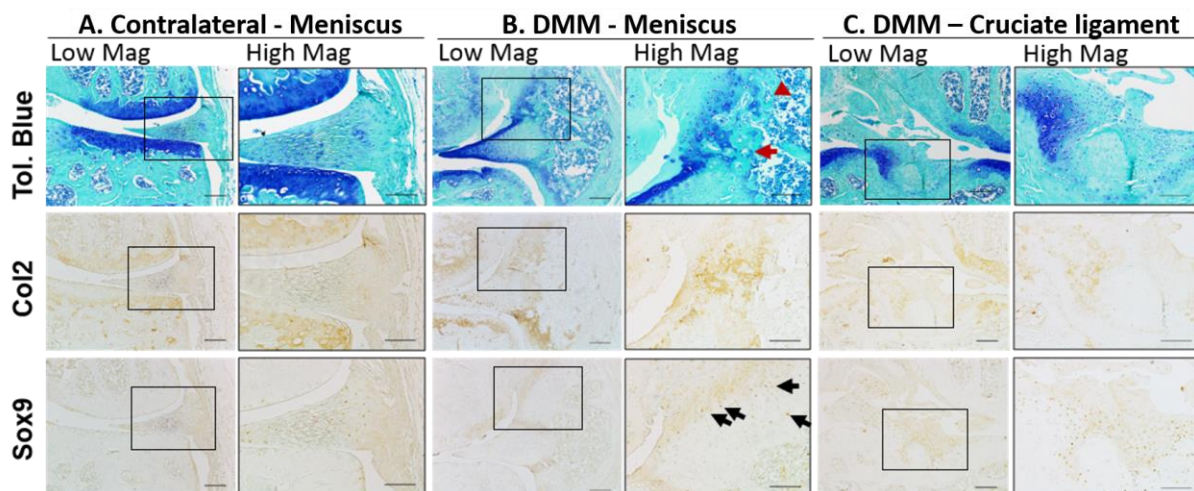 A. Contralateral - Meniscus B. DMM - Meniscus C. DMM – Cruciate ligament
Low Mag High Mag Low Mag High Mag Low Mag High Mag
Tol. Blue
Col2
Sox9